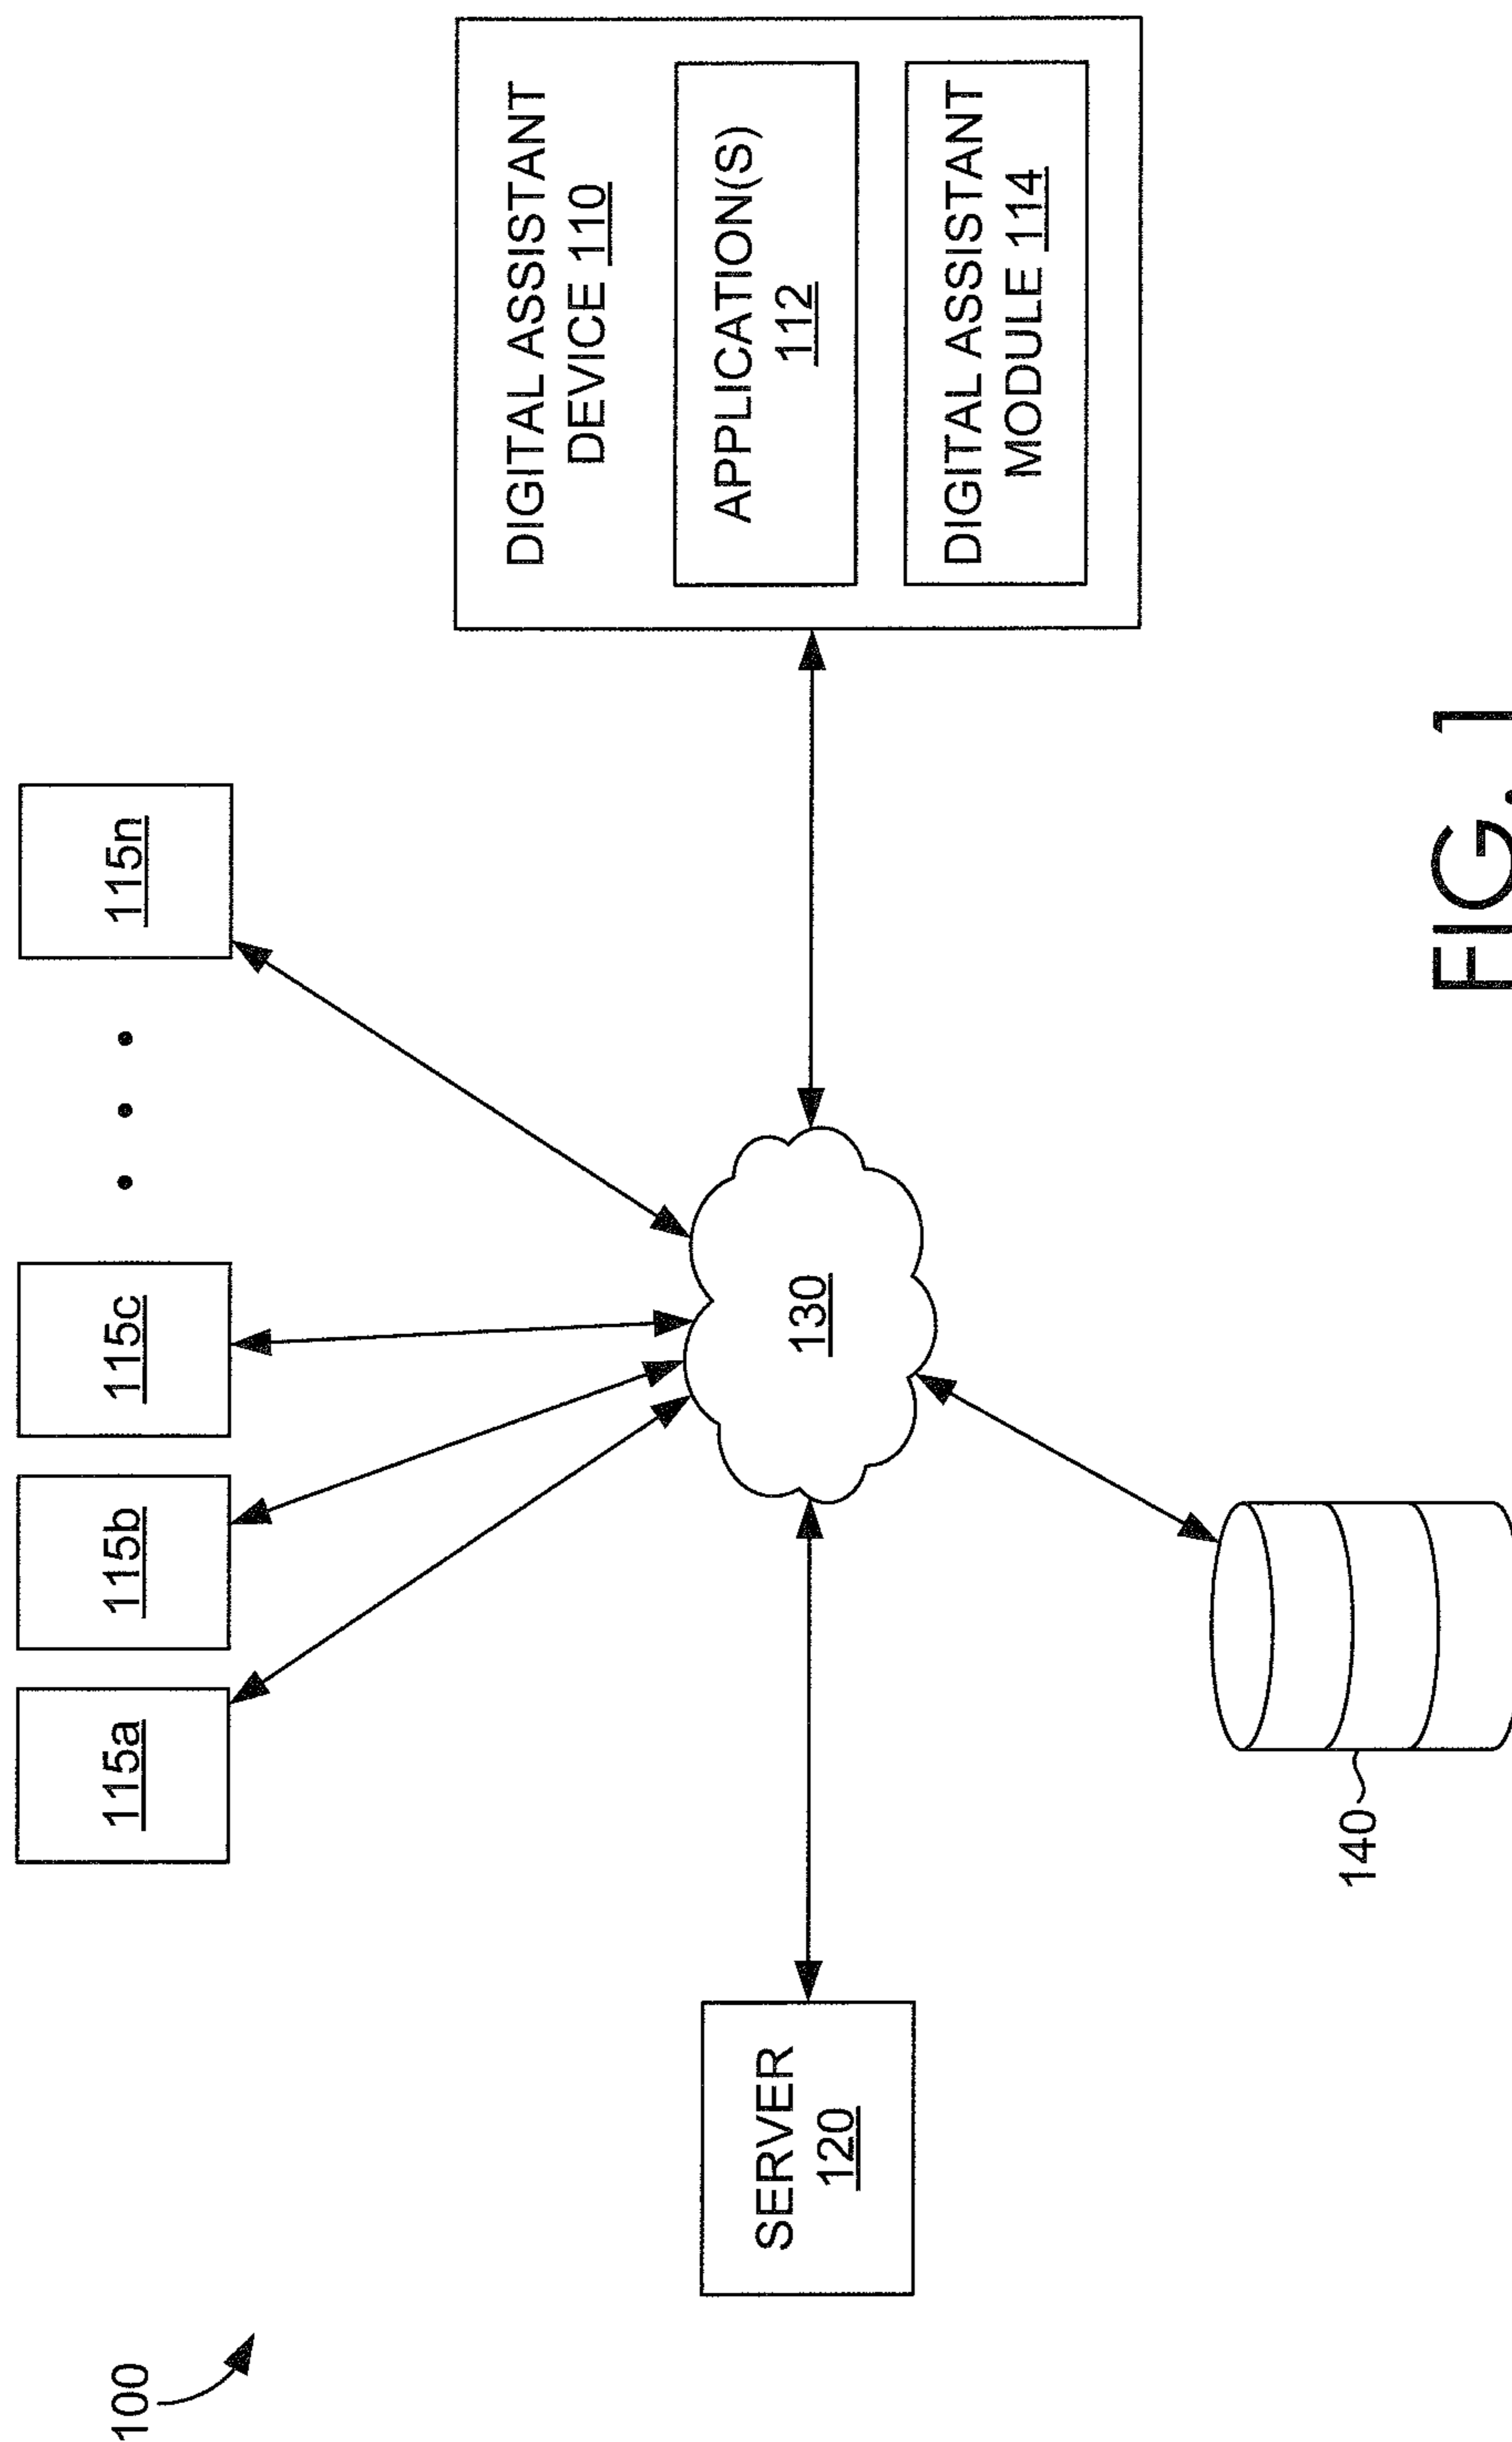 100
115a
115b
115c
115n
SERVER
120
130
DIGITAL ASSISTANT
DEVICE 110
APPLICATION(S)
112
DIGITAL ASSISTANT
MODULE 114
140
FIG. 1